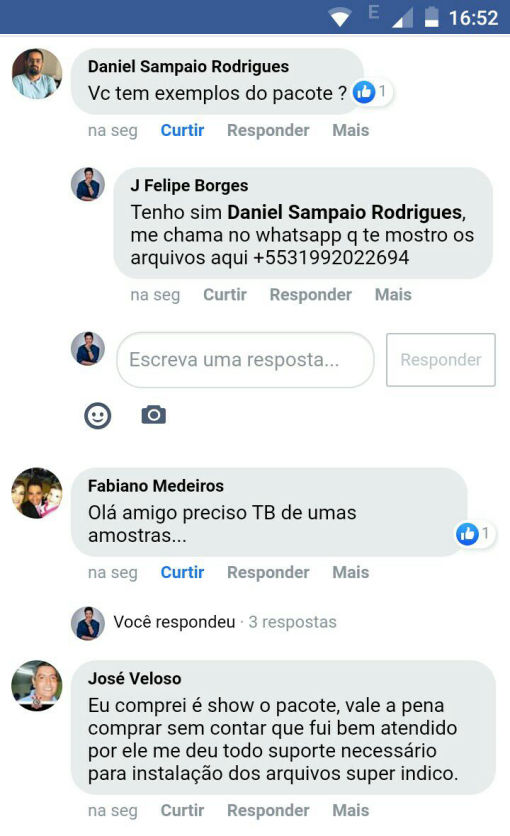 E 16:52
Daniel Sampaio Rodrigues
Vc tem exemplos do pacote ? 1
na seg Curtir Responder Mais
J Felipe Borges
Tenho sim Daniel Sampaio Rodrigues,
me chama no whatsapp q te mostro os
arquivos aqui +5531992022694
na seg Curtir Responder Mais
Escreva uma resposta... Responder
Fabiano Medeiros
Olá amigo preciso TB de umas
amostras... 1
na seg Curtir Responder Mais
Você respondeu · 3 respostas
José Veloso
Eu comprei é show o pacote, vale a pena
comprar sem contar que fui bem atendido
por ele me deu todo suporte necessário
para instalação dos arquivos super indico.
na seg Curtir Responder Mais